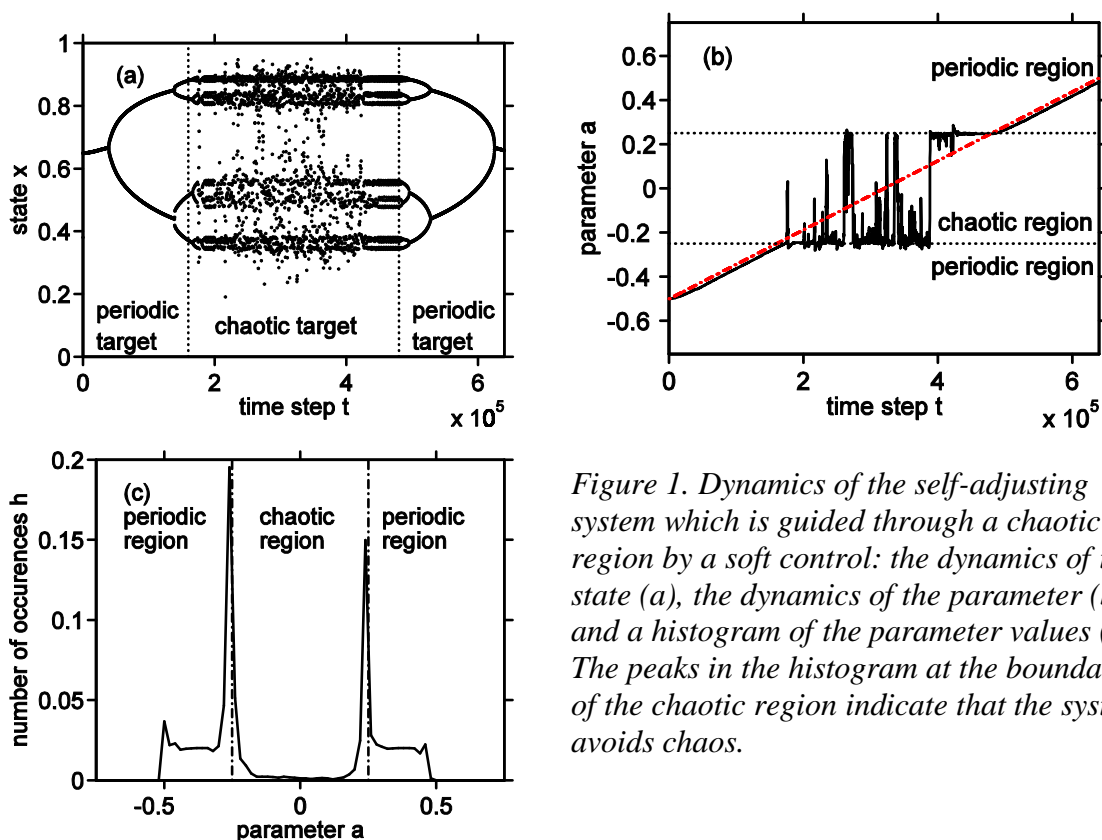 (a)
state x
1
0.8
0.6
0.4
0.2
0
periodic
target
chaotic target
periodic
target
0
2
4
6
time step t
x 10^5
(b)
parameter a
0.6
0.4
0.2
0
-0.2
-0.4
-0.6
periodic region
chaotic region
periodic region
0
2
4
6
time step t
x 10^5
(c)
number of occurences h
0.2
0.15
0.1
0.05
0
periodic
region
chaotic
region
periodic
region
-0.5
0
0.5
parameter a
Figure 1. Dynamics of the self-adjusting
system which is guided through a chaotic
region by a soft control: the dynamics of
state (a), the dynamics of the parameter
and a histogram of the parameter values
The peaks in the histogram at the
of the chaotic region indicate that the
avoids chaos.